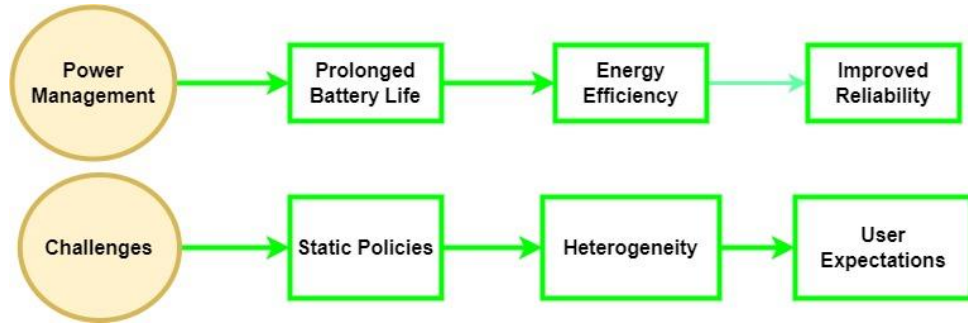 Power
Management
Prolonged
Battery Life
Energy
Efficiency
Improved
Reliability
Challenges
Static Policies
Heterogeneity
User
Expectations